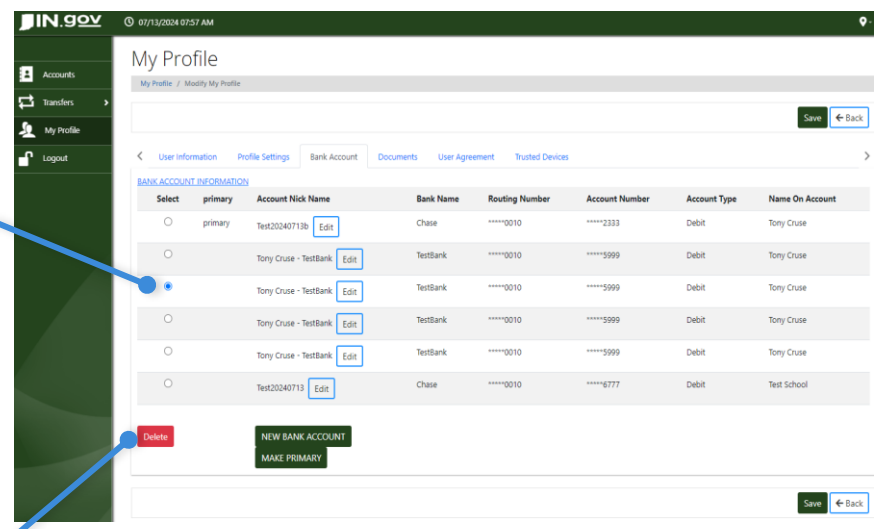 IN.gov 07/13/2024 07:57 AM
My Profile
My Profile / Modify My Profile
Accounts
Transfers
My Profile
Logout
Save Back
User Information Profile Settings Bank Account Documents User Agreement Trusted Devices
BANK ACCOUNT INFORMATION
Select primary Account Nick Name Bank Name Routing Number Account Number Account Type Name On Account
primary Test20240713b Edit Chase *****0010 *****2333 Debit Tony Cruse
Tony Cruse - TestBank Edit TestBank *****0010 *****5999 Debit Tony Cruse
Tony Cruse - TestBank Edit TestBank *****0010 *****5999 Debit Tony Cruse
Tony Cruse - TestBank Edit TestBank *****0010 *****5999 Debit Tony Cruse
Tony Cruse - TestBank Edit TestBank *****0010 *****5999 Debit Tony Cruse
Test20240713 Edit Chase *****0010 *****6777 Debit Test School
Delete NEW BANK ACCOUNT
MAKE PRIMARY
Save Back